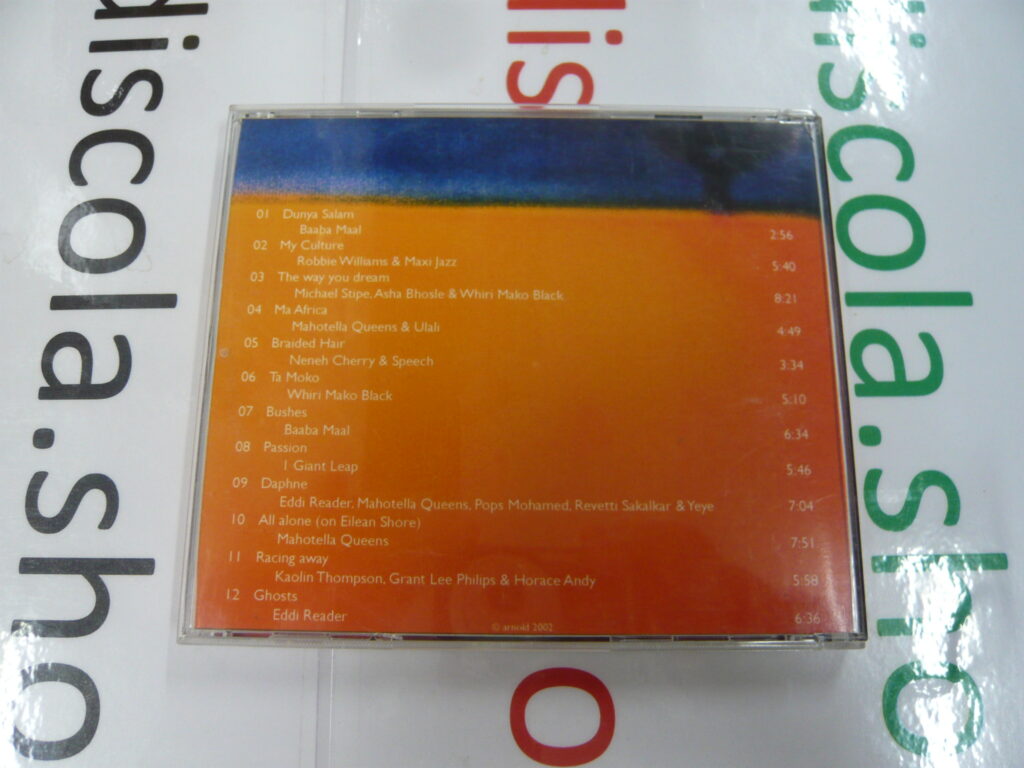 discola.sho
dis
o
discola.sho
01 Dunya Salam
Baaba Maal 2:56
02 My Culture
Robbie Williams & Maxi Jazz 5:40
03 The way you dream
Michael Stipe, Asha Bhosle & Whiri Mako Black 8:21
04 Ma Africa
Mahotella Queens & Ulali 4:49
05 Braided Hair
Neneh Cherry & Speech 3:34
06 Ta Moko
Whiri Mako Black 5:10
07 Bushes
Baaba Maal 6:34
08 Passion
1 Giant Leap 5:46
09 Daphne
Eddi Reader, Mahotella Queens, Pops Mohamed, Revetti Sakalkar & Yeye 7:04
10 All alone (on Eilean Shore)
Mahotella Queens 7:51
11 Racing away
Kaolin Thompson, Grant Lee Philips & Horace Andy 5:58
12 Ghosts
Eddi Reader 6:36
© arnold 2002